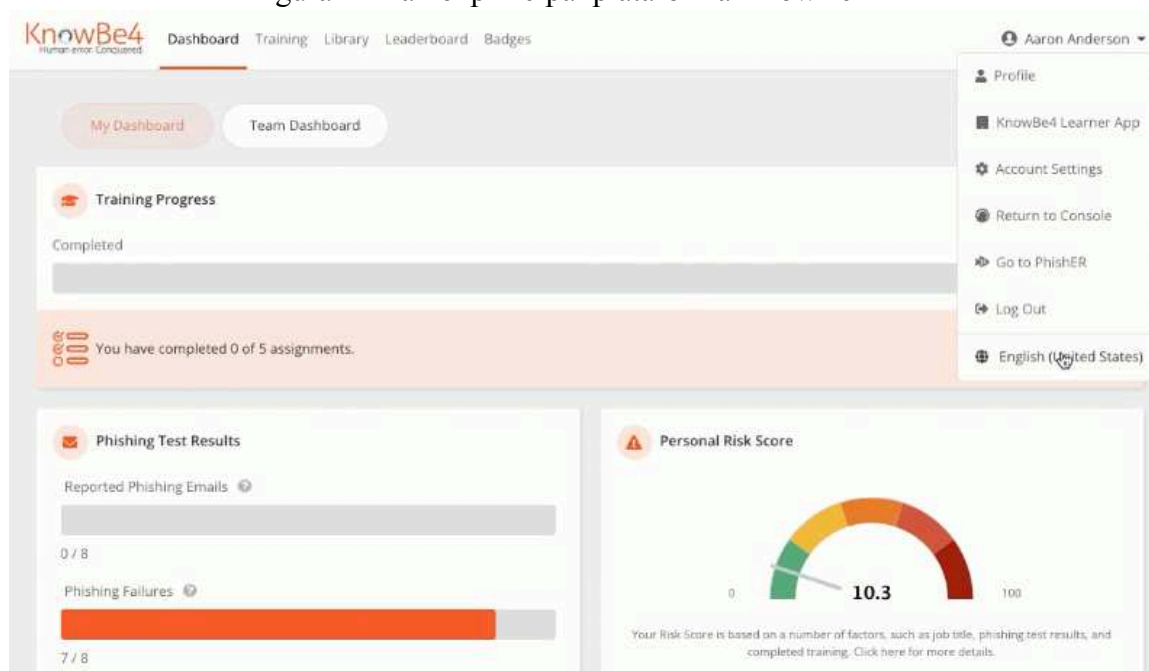 KnowBe4
Human error. Conquered.
Dashboard Training Library Leaderboard Badges
Aaron Anderson
Profile
My Dashboard Team Dashboard
KnowBe4 Learner App
Account Settings
Training Progress
Return to Console
Completed
Go to PhishER
Log Out
You have completed 0 of 5 assignments.
English (United States)
Phishing Test Results
Personal Risk Score
Reported Phishing Emails
0 / 8
Phishing Failures
0 10.3 100
7 / 8
Your Risk Score is based on a number of factors, such as job title, phishing test results, and
completed training. Click here for more details.